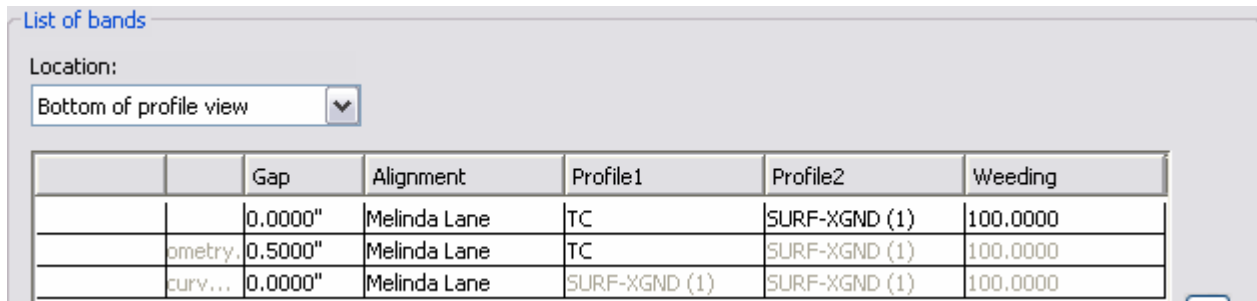 List of bands
Location:
Bottom of profile view
Gap Alignment Profile1 Profile2 Weeding
0.0000" Melinda Lane TC SURF-XGND (1) 100.0000
ometry. 0.5000" Melinda Lane TC SURF-XGND (1) 100.0000
curv... 0.0000" Melinda Lane SURF-XGND (1) SURF-XGND (1) 100.0000